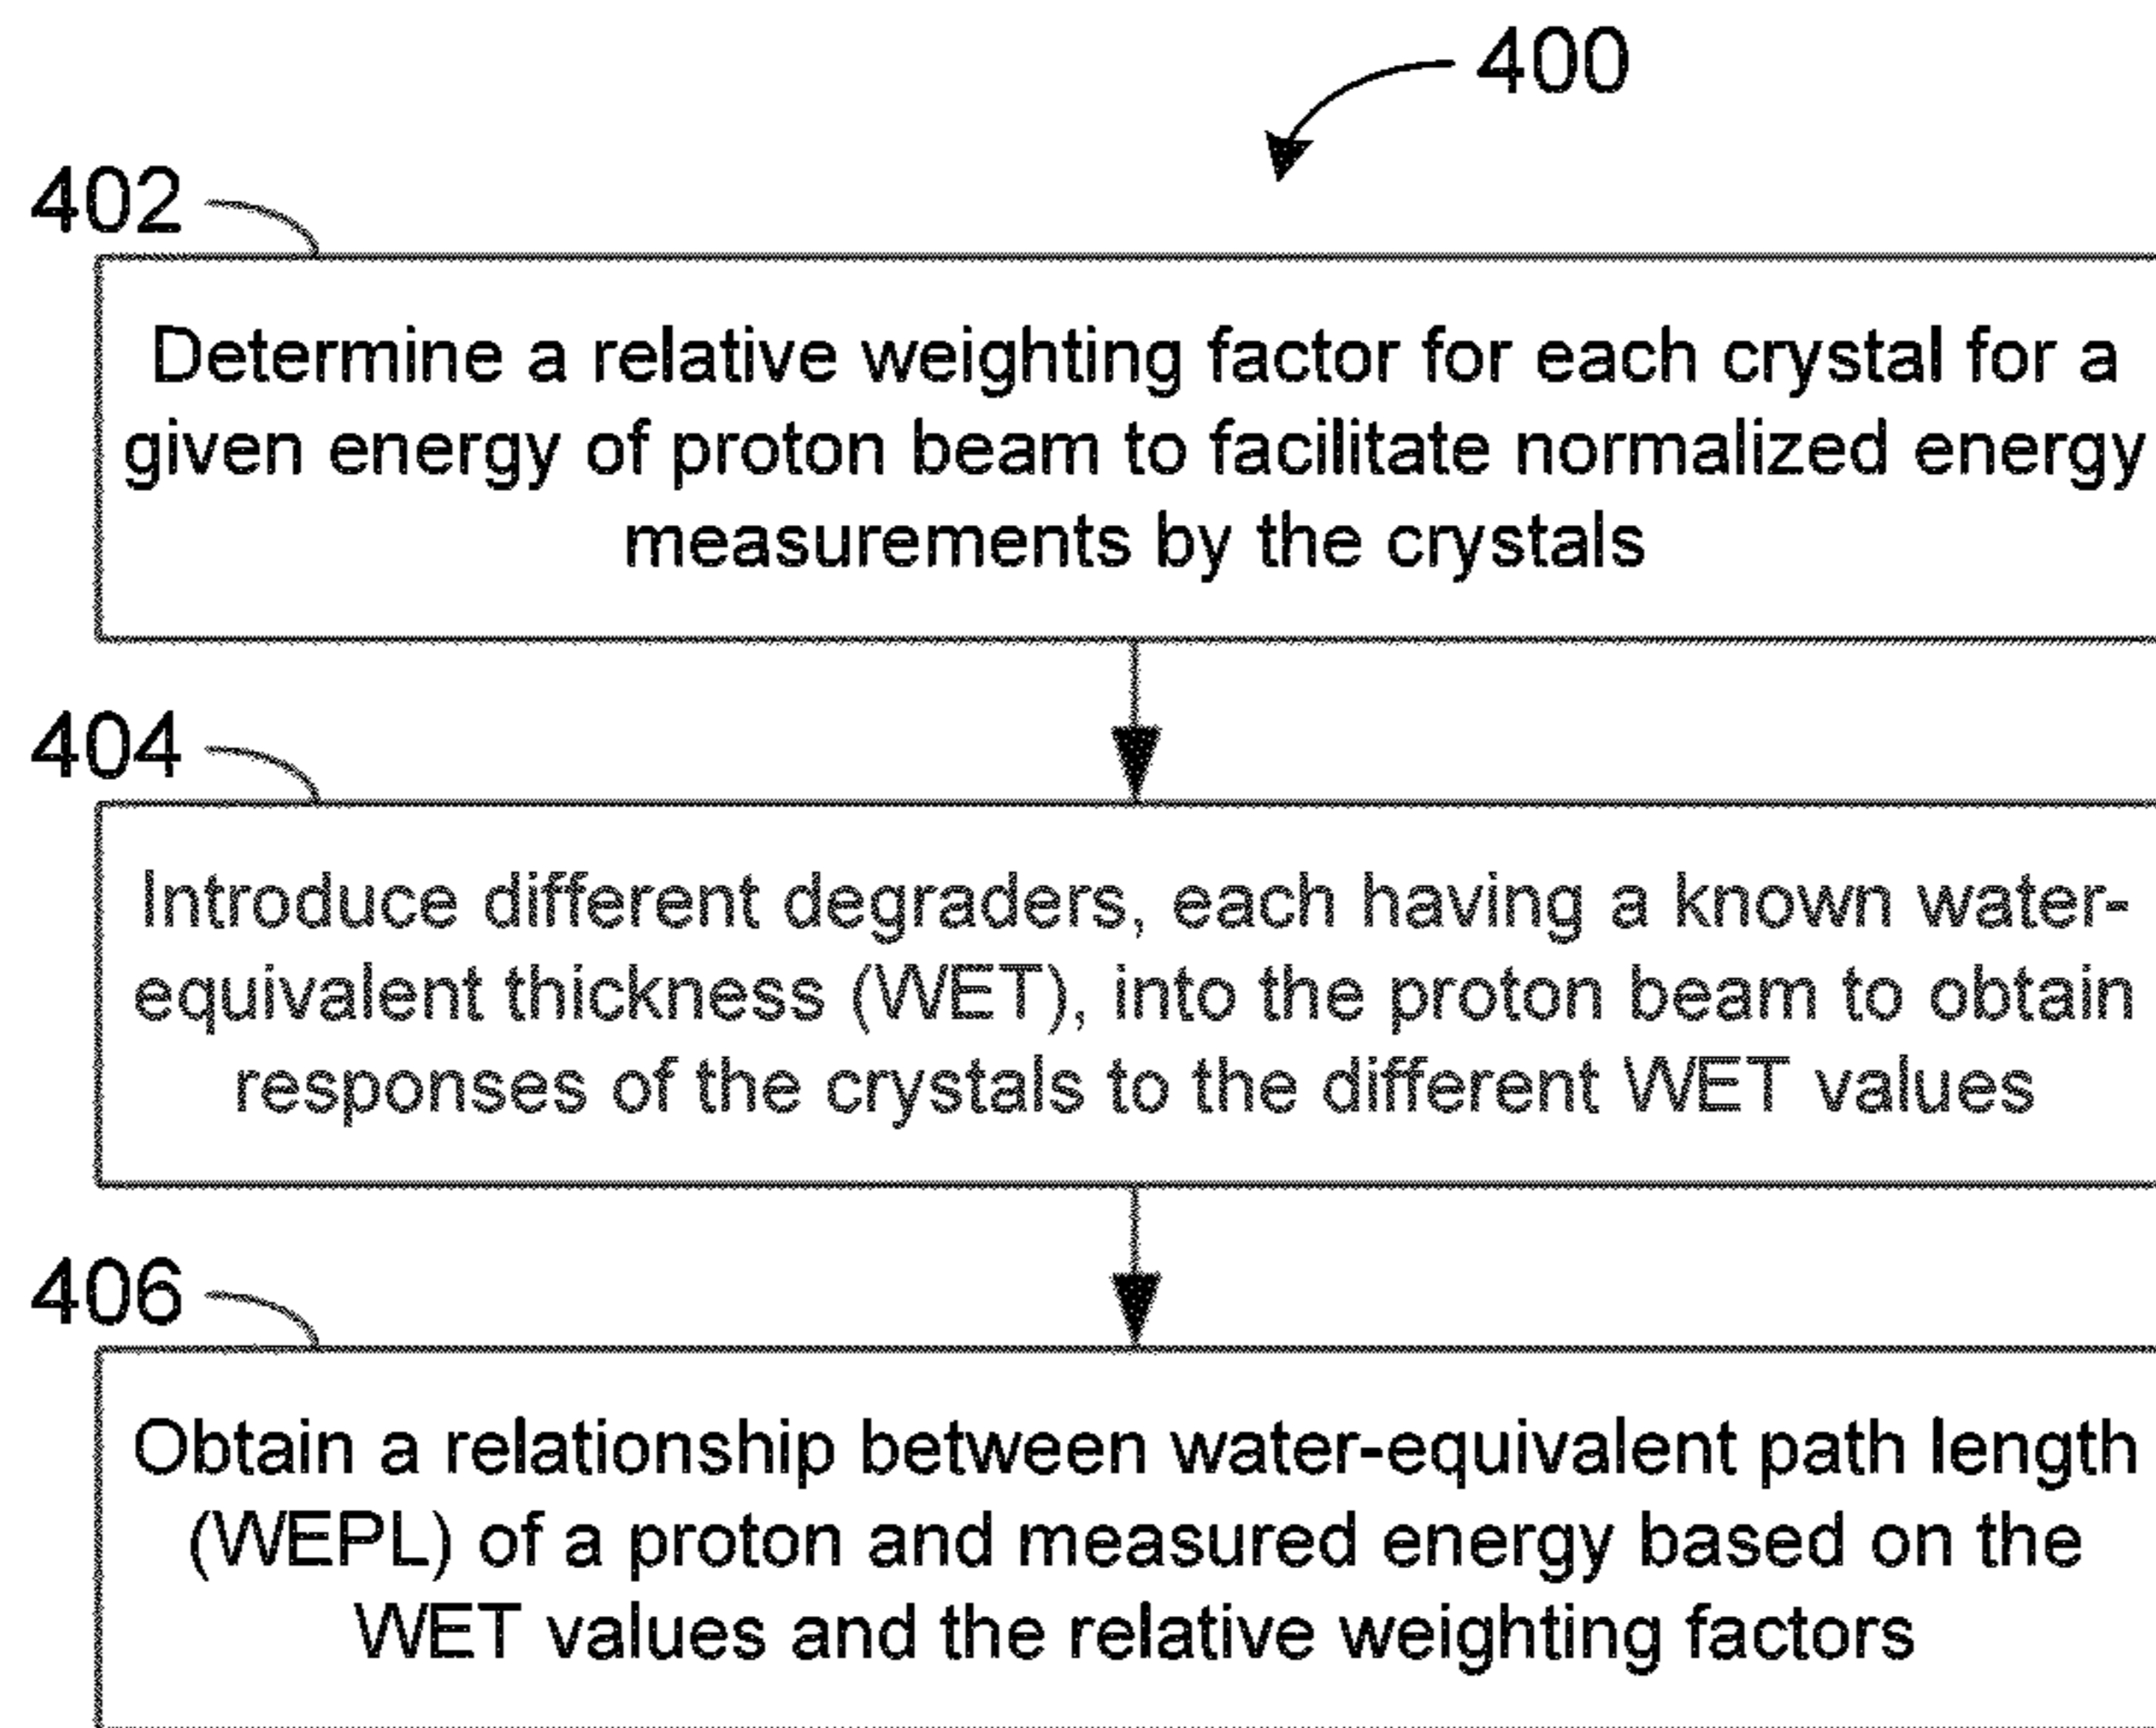 400
402
Determine a relative weighting factor for each crystal for a
given energy of proton beam to facilitate normalized energy
measurements by the crystals
404
Introduce different degraders, each having a known water-
equivalent thickness (WET), into the proton beam to obtain
responses of the crystals to the different WET values
406
Obtain a relationship between water-equivalent path length
(WEPL) of a proton and measured energy based on the
WET values and the relative weighting factors